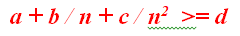 a + b / n + c / n² >= d